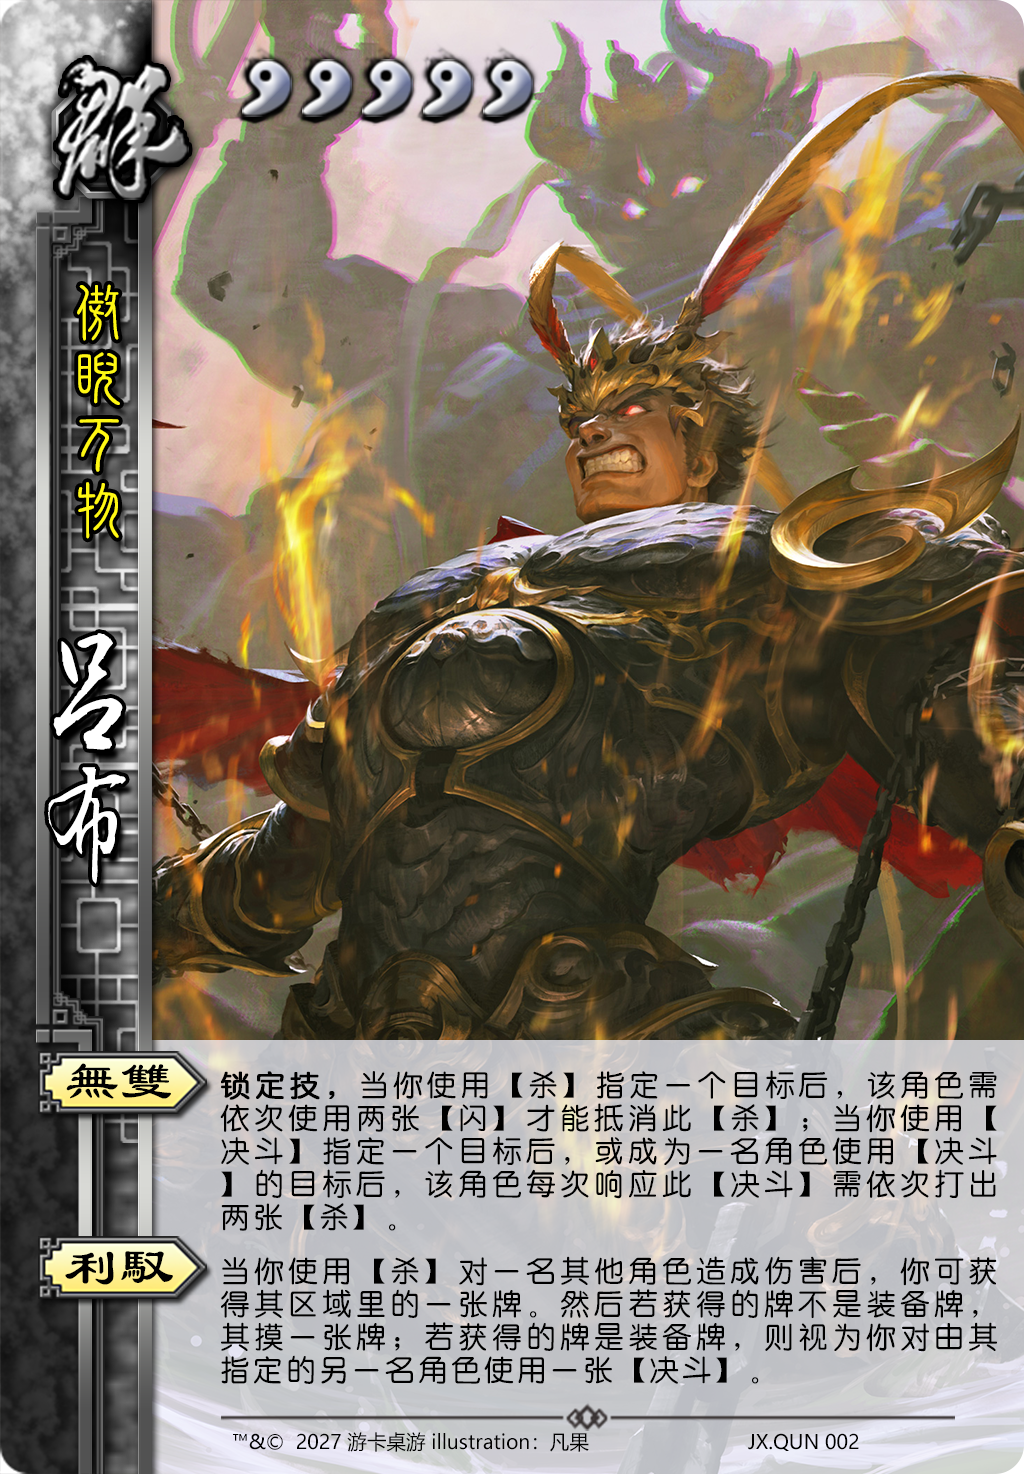 群
傲睨万物
吕布
無雙
锁定技，当你使用【杀】指定一个目标后，该角色需
依次使用两张【闪】才能抵消此【杀】；当你使用【
决斗】指定一个目标后，或成为一名角色使用【决斗
】的目标后，该角色每次响应此【决斗】需依次打出
两张【杀】。
利馭
当你使用【杀】对一名其他角色造成伤害后，你可获
得其区域里的一张牌。然后若获得的牌不是装备牌，
其摸一张牌；若获得的牌是装备牌，则视为你对由其
指定的另一名角色使用一张【决斗】。
™&© 2027 游卡桌游 illustration：凡果
JX.QUN 002